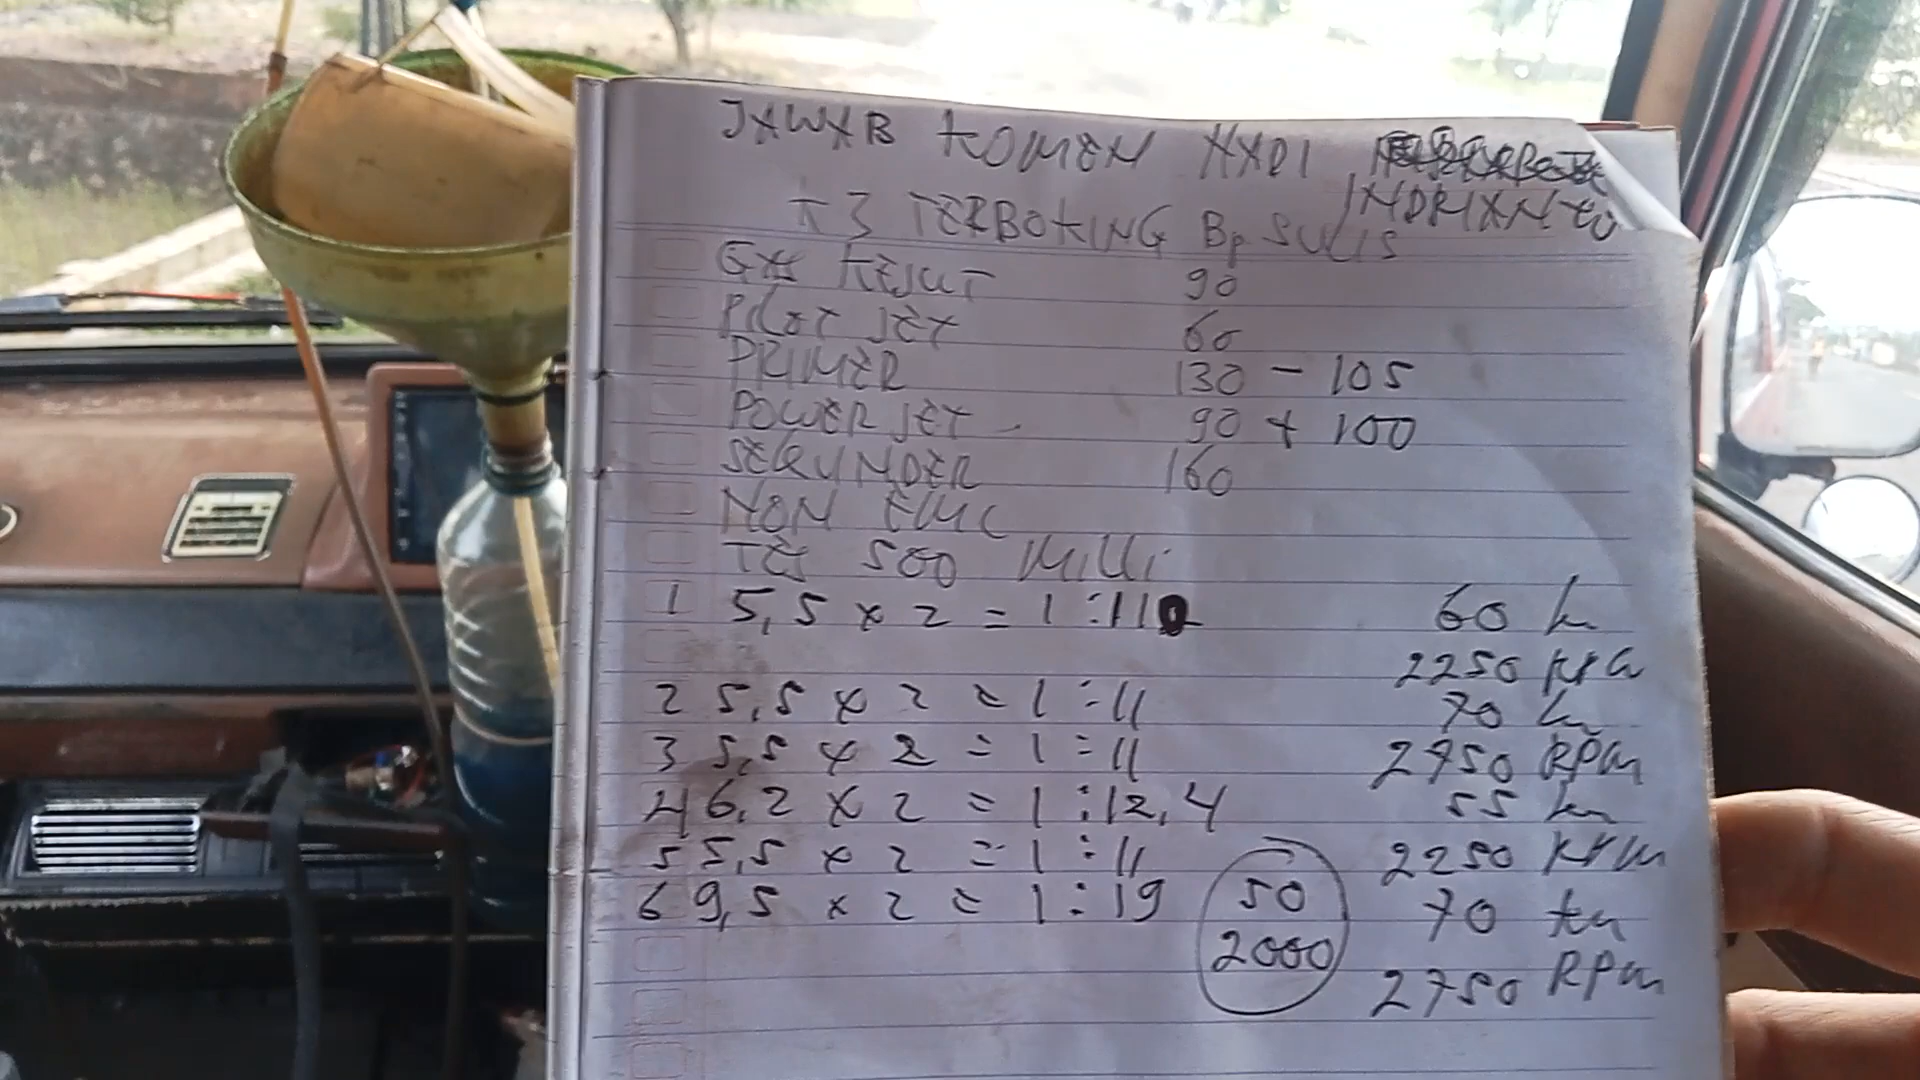 JAWAB KOMEN HADI
INDRIANTO
K3 TERBOKING Bp SULIS
GAS KEJUT 90
PILOT JET 60
PRIMER 130 - 105
POWER JET 90 + 100
SEKUNDER 160
NON
TES 500 Milli
1 5,5 x 2 = 1:11 60 km
2250
2 5,5 x 2 = 1:11 70 km
3 5,5 x 2 = 1=11 2750 RPM
4 6,2 x 2 = 1:12,4 55 km
5 5,5 x 2 = 1:11 2250
6 9,5 x 2 = 1:19 50 70 km
2000 2750 RPM